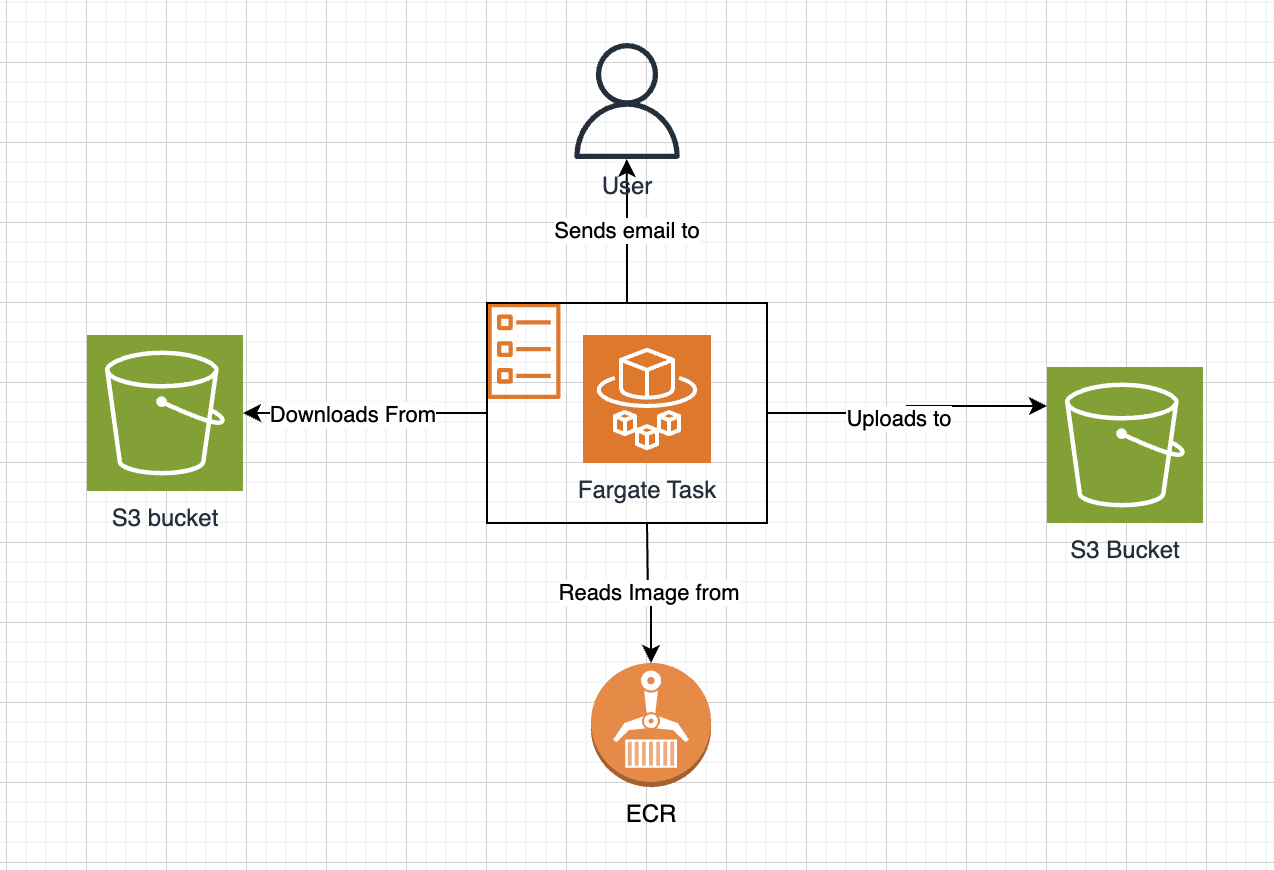 User
Sends email to
Downloads From
Uploads to
Fargate Task
S3 bucket
S3 Bucket
Reads Image from
ECR